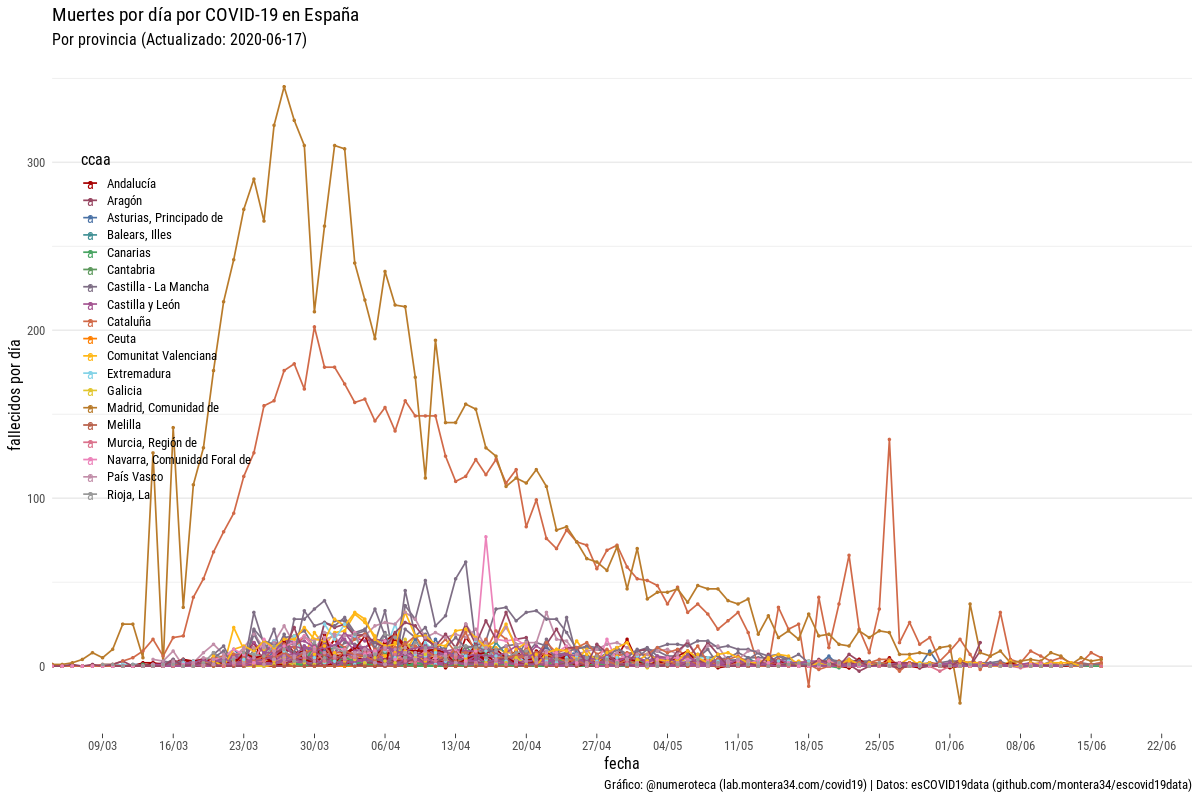 Muertes por día por COVID-19 en España
Por provincia (Actualizado: 2020-06-17)
fallecidos por día
300
200
100
0
ccaa
Andalucía
Aragón
Asturias, Principado de
Balears, Illes
Canarias
Cantabria
Castilla - La Mancha
Castilla y León
Cataluña
Ceuta
Comunitat Valenciana
Extremadura
Galicia
Madrid, Comunidad de
Melilla
Murcia, Región de
Navarra, Comunidad Foral de
País Vasco
Rioja, La
09/03 16/03 23/03 30/03 06/04 13/04 20/04 27/04 04/05 11/05 18/05 25/05 01/06 08/06 15/06 22/06
fecha
Gráfico: @numeroteca (lab.montera34.com/covid19) | Datos: esCOVID19data (github.com/montera34/escovid19data)